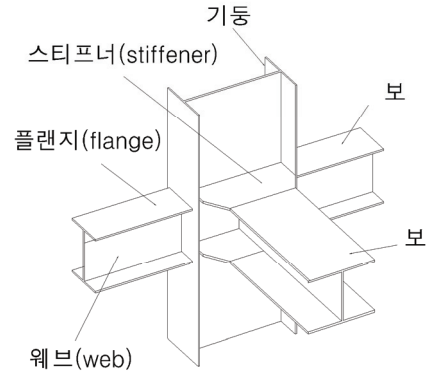 기둥
스티프너(stiffener)
보
플랜지(flange)
보
웨브(web)